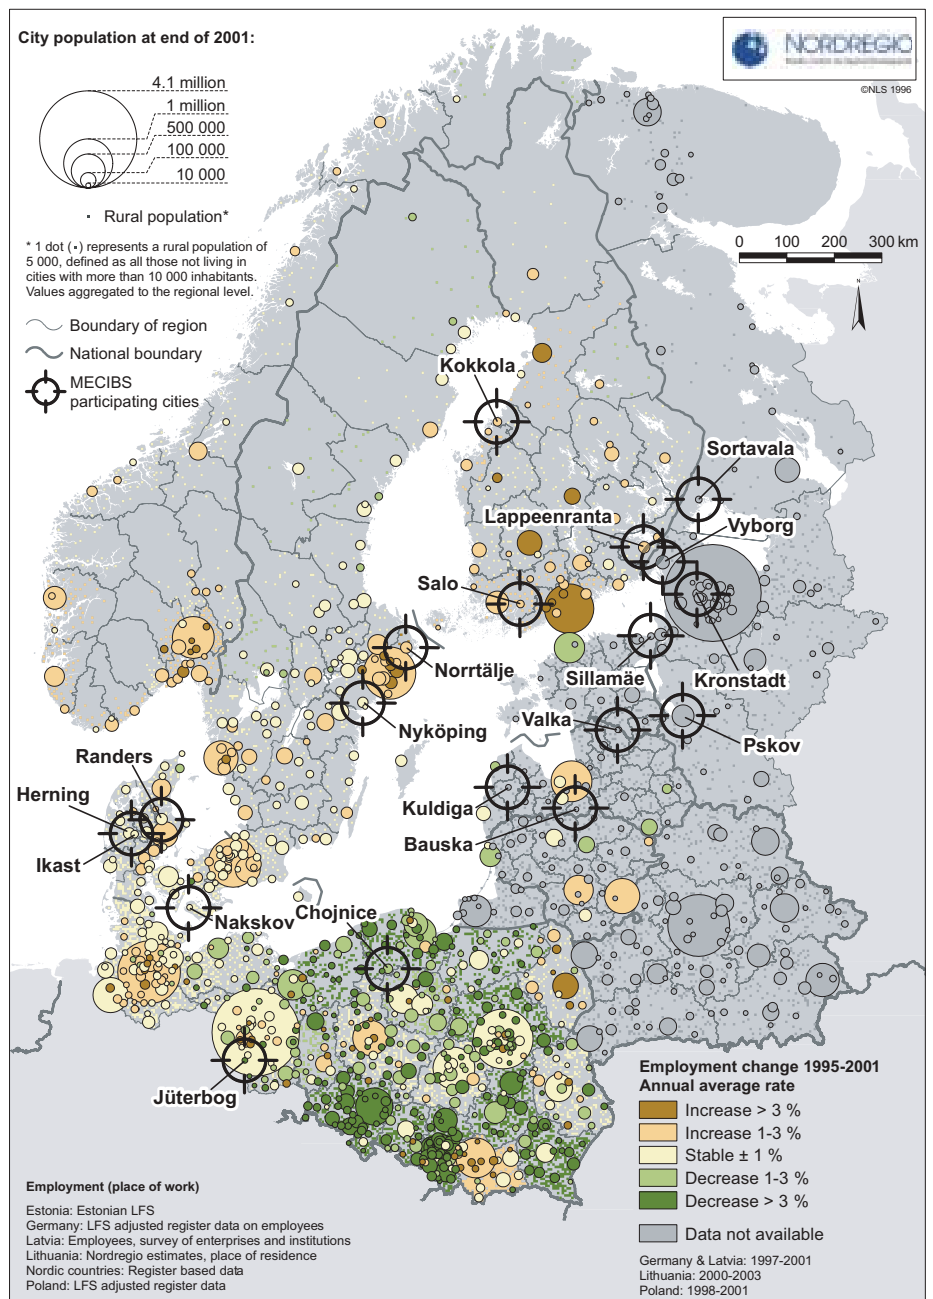 City population at end of 2001:
4.1 million
1 million
500 000
100 000
10 000
Rural population*
* 1 dot (▪) represents a rural population of
5 000, defined as all those not living in
cities with more than 10 000 inhabitants.
Values aggregated to the regional level.
Boundary of region
National boundary
MECIBS
participating cities
NORDREGIO
©NLS 1996
0 100 200 300 km
N
Kokkola
Sortavala
Lappeenranta
Vyborg
Salo
Norrtälje
Sillamäe
Kronstadt
Nyköping
Valka
Pskov
Randers
Herning
Kuldiga
Bauska
Ikast
Nakskov
Chojnice
Jüterbog
Employment change 1995-2001
Annual average rate
Increase > 3 %
Increase 1-3 %
Stable ± 1 %
Decrease 1-3 %
Decrease > 3 %
Data not available
Germany & Latvia: 1997-2001
Lithuania: 2000-2003
Poland: 1998-2001
Employment (place of work)
Estonia: Estonian LFS
Germany: LFS adjusted register data on employees
Latvia: Employees, survey of enterprises and institutions
Lithuania: Nordregio estimates, place of residence
Nordic countries: Register based data
Poland: LFS adjusted register data